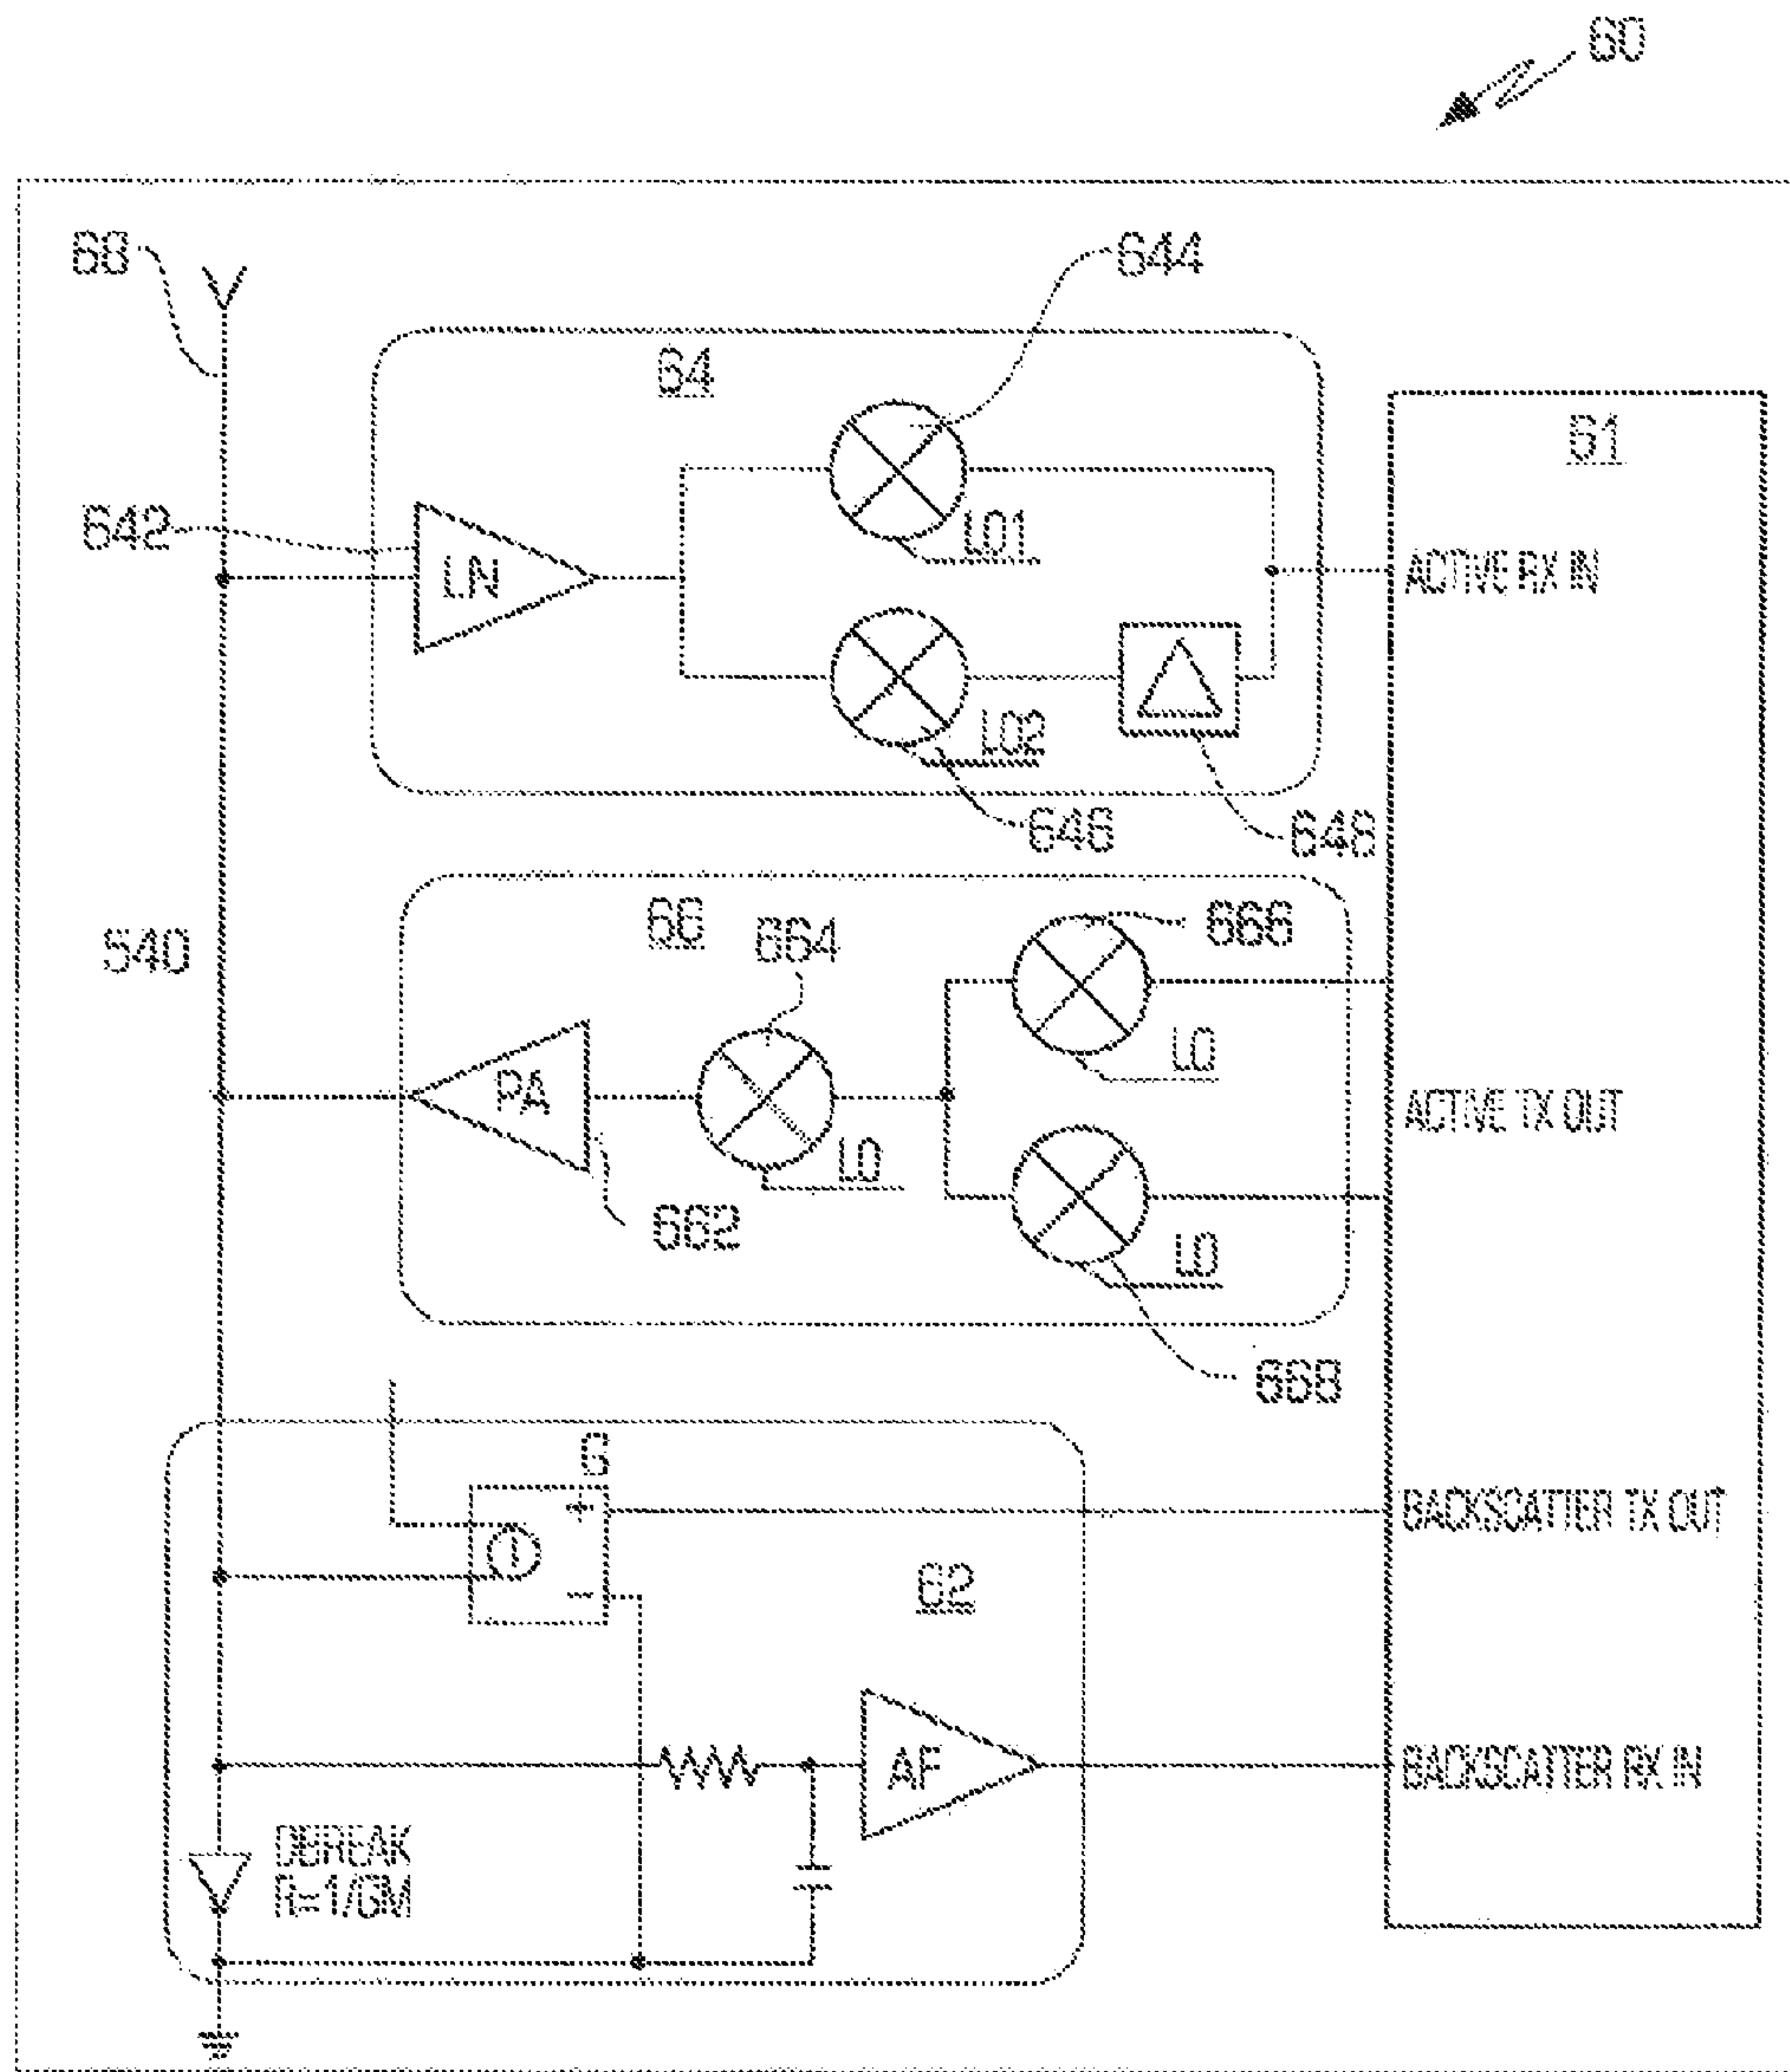 60
68
644
64
61
642
LN
LO1
ACTIVE RX IN
LO2
646
648
66
664
666
540
PA
LO
LO
ACTIVE TX OUT
662
LO
668
G
+
I
−
BACKSCATTER TX OUT
62
AF
BACKSCATTER RX IN
DBREAK
R=1/GM